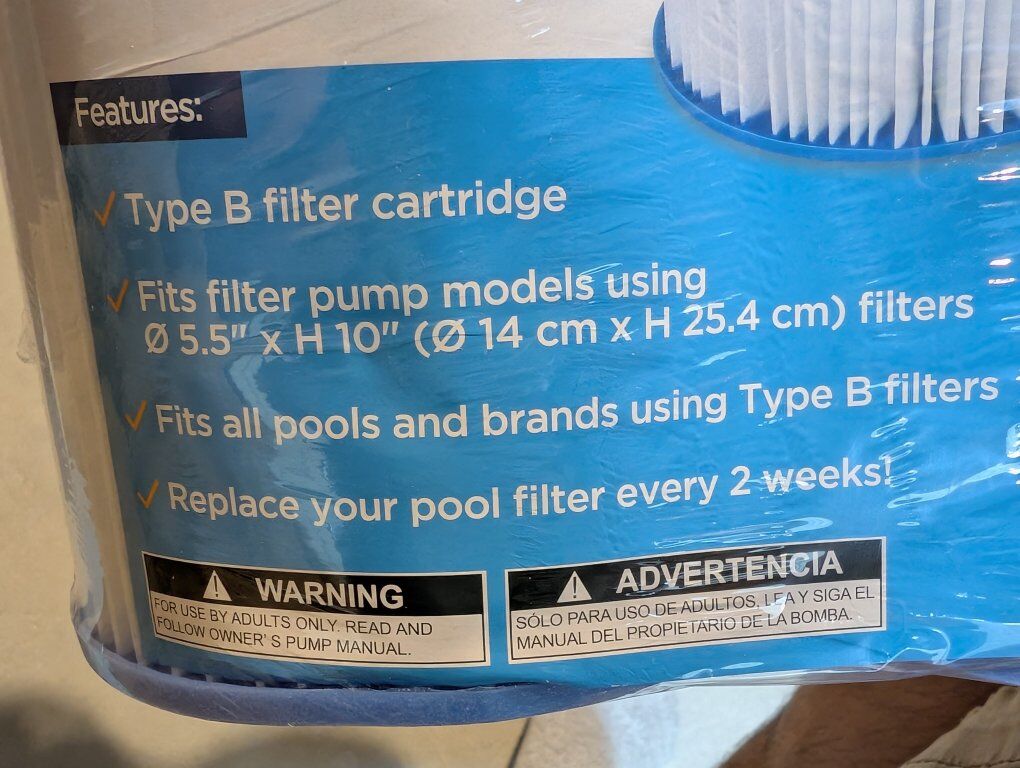 Features:
✓ Type B filter cartridge
✓ Fits filter pump models using
Ø 5.5" x H 10" (Ø 14 cm x H 25.4 cm) filters
✓ Fits all pools and brands using Type B filters
✓ Replace your pool filter every 2 weeks!
WARNING
FOR USE BY ADULTS ONLY. READ AND
FOLLOW OWNER' S PUMP MANUAL.
ADVERTENCIA
SÓLO PARA USO DE ADULTOS. LEA Y SIGA EL
MANUAL DEL PROPIETARIO DE LA BOMBA.